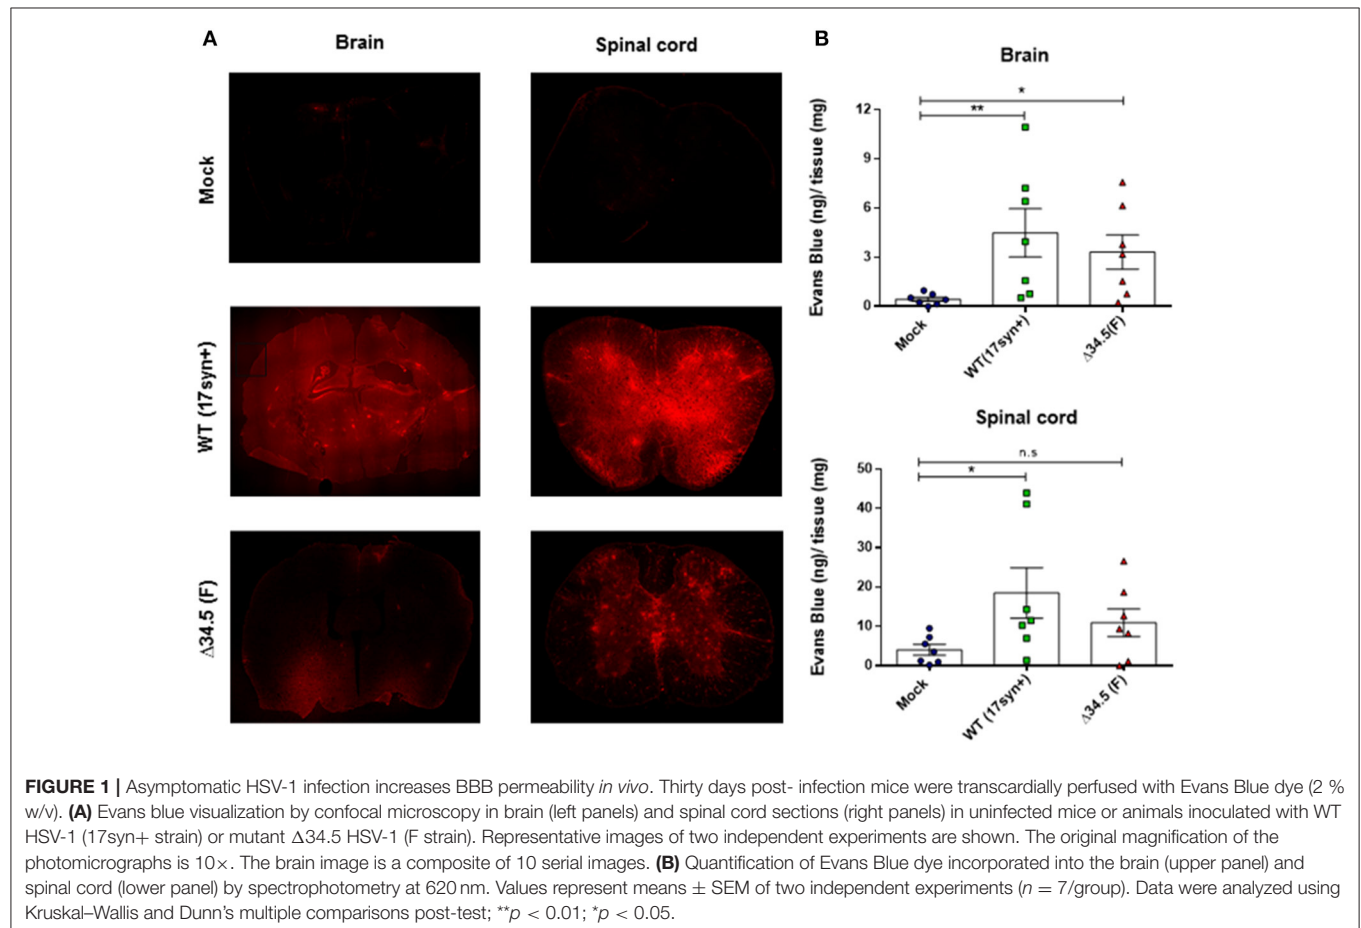 A
Brain
Spinal cord
Mock
WT (17syn+)
Δ34.5 (F)
B
Brain
*
**
Evans Blue (ng)/ tissue (mg)
12
9
6
3
0
Mock
WT(17syn+)
Δ34.5(F)
Spinal cord
n.s
*
Evans Blue (ng)/ tissue (mg)
50
40
30
20
10
0
Mock
WT (17syn+)
Δ34.5 (F)
FIGURE 1 | Asymptomatic HSV-1 infection increases BBB permeability in vivo. Thirty days post- infection mice were transcardially perfused with Evans Blue dye (2 %
w/v). (A) Evans blue visualization by confocal microscopy in brain (left panels) and spinal cord sections (right panels) in uninfected mice or animals inoculated with WT
HSV-1 (17syn+ strain) or mutant Δ34.5 HSV-1 (F strain). Representative images of two independent experiments are shown. The original magnification of the
photomicrographs is 10×. The brain image is a composite of 10 serial images. (B) Quantification of Evans Blue dye incorporated into the brain (upper panel) and
spinal cord (lower panel) by spectrophotometry at 620 nm. Values represent means ± SEM of two independent experiments (n = 7/group). Data were analyzed using
Kruskal–Wallis and Dunn's multiple comparisons post-test; **p < 0.01; *p < 0.05.